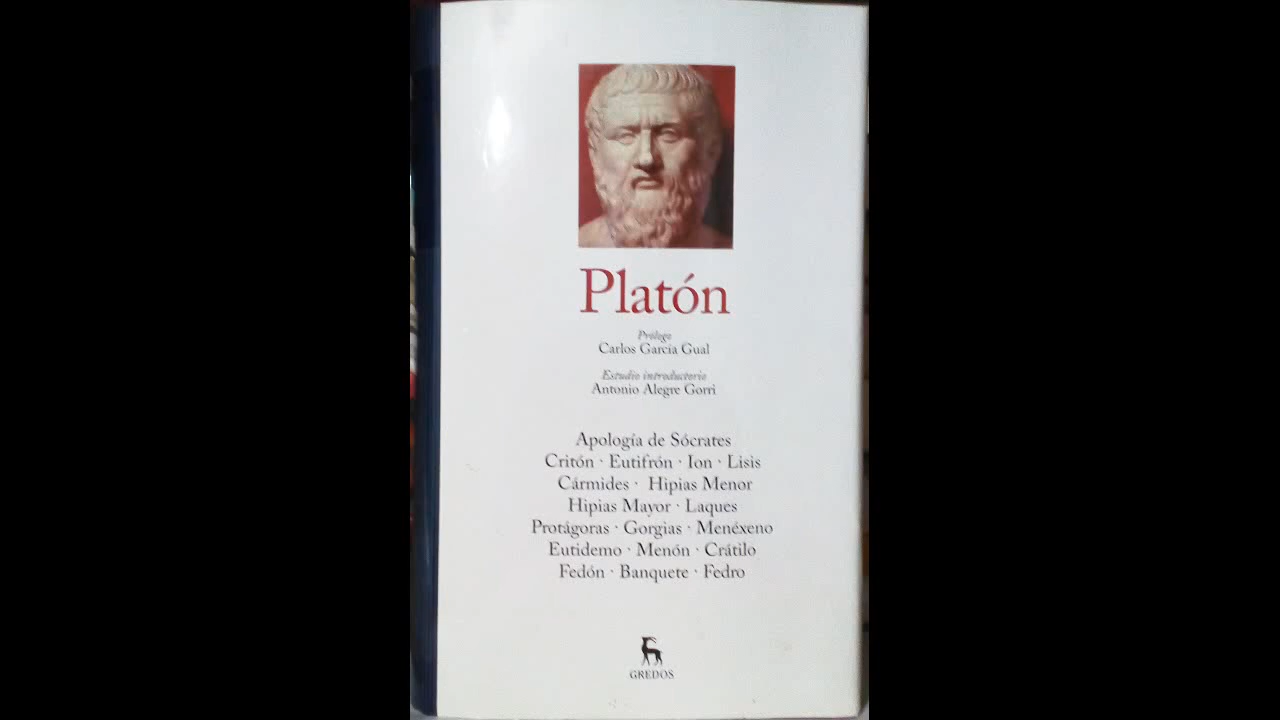 Platón
Prólogo
Carlos García Gual
Estudio introductorio
Antonio Alegre Gorri
Apología de Sócrates
Critón · Eutifrón · Ion · Lisis
Cármides · Hipias Menor
Hipias Mayor · Laques
Protágoras · Gorgias · Menéxeno
Eutidemo · Menón · Crátilo
Fedón · Banquete · Fedro
GREDOS